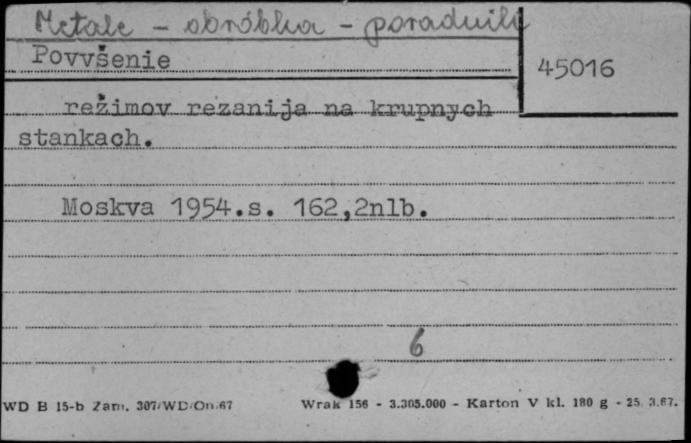 Metale - obróbka - poradniki
Povvšenie
45016
režimov rezanija na krupnych
stankach.
Moskva 1954.s. 162,2nlb.
6
WD B 15-b Zam. 307/WD/On/67 Wrak 156 - 3.305.000 - Karton V kl. 180 g - 25. 3.67.